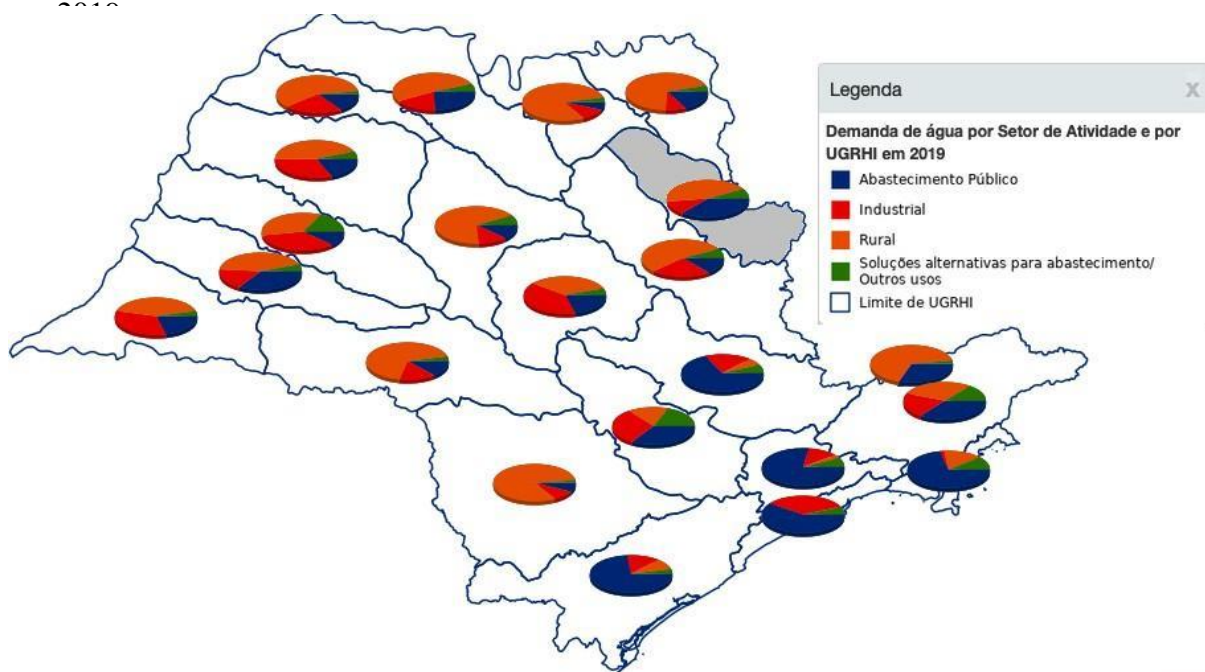 Legenda X
Demanda de água por Setor de Atividade e por
UGRHI em 2019
Abastecimento Público
Industrial
Rural
Soluções alternativas para abastecimento/
Outros usos
Limite de UGRHI